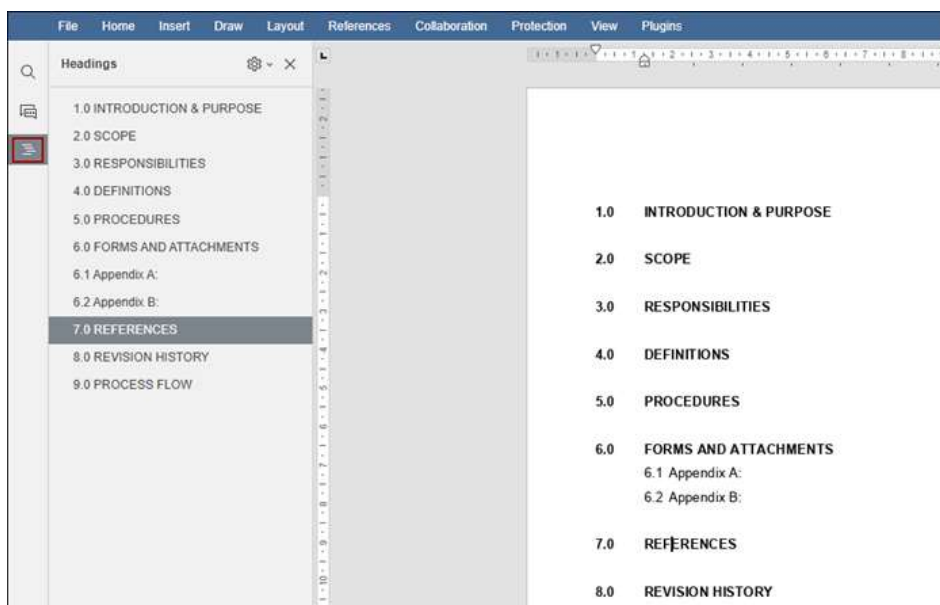 File Home Insert Draw Layout References Collaboration Protection View Plugins
Headings
1.0 INTRODUCTION & PURPOSE
2.0 SCOPE
3.0 RESPONSIBILITIES
4.0 DEFINITIONS
5.0 PROCEDURES
6.0 FORMS AND ATTACHMENTS
6.1 Appendix A:
6.2 Appendix B:
7.0 REFERENCES
8.0 REVISION HISTORY
9.0 PROCESS FLOW
1.0 INTRODUCTION & PURPOSE
2.0 SCOPE
3.0 RESPONSIBILITIES
4.0 DEFINITIONS
5.0 PROCEDURES
6.0 FORMS AND ATTACHMENTS
6.1 Appendix A:
6.2 Appendix B:
7.0 REFERENCES
8.0 REVISION HISTORY